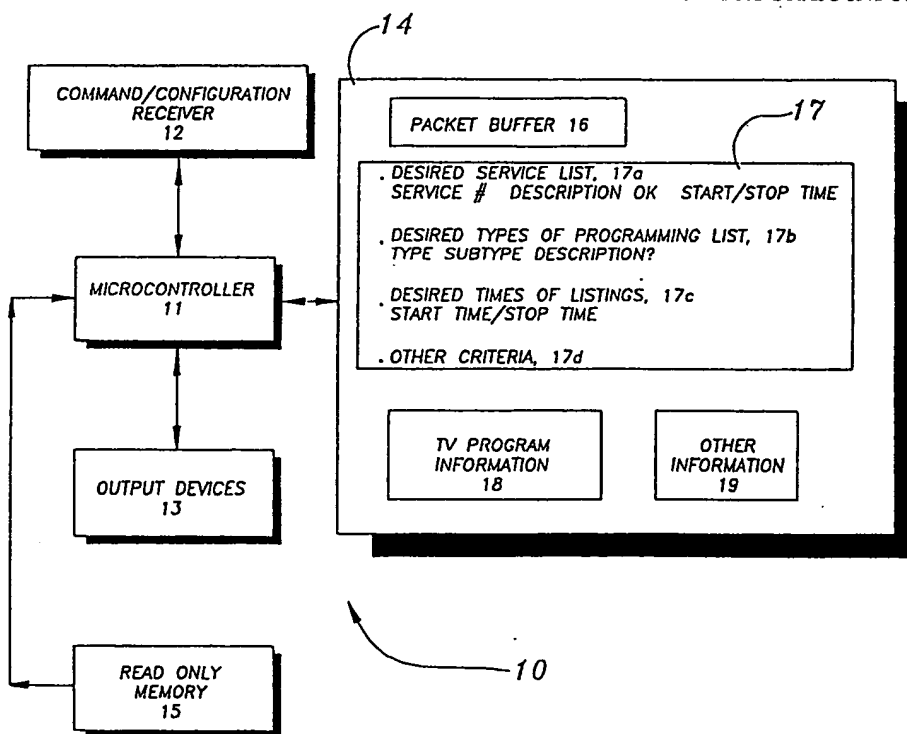 14
COMMAND/CONFIGURATION
RECEIVER
12
PACKET BUFFER 16
17
. DESIRED SERVICE LIST, 17a
SERVICE # DESCRIPTION OK START/STOP TIME
. DESIRED TYPES OF PROGRAMMING LIST, 17b
TYPE SUBTYPE DESCRIPTION?
. DESIRED TIMES OF LISTINGS, 17c
START TIME/STOP TIME
. OTHER CRITERIA, 17d
MICROCONTROLLER
11
TV PROGRAM
INFORMATION
18
OTHER
INFORMATION
19
OUTPUT DEVICES
13
10
READ ONLY
MEMORY
15